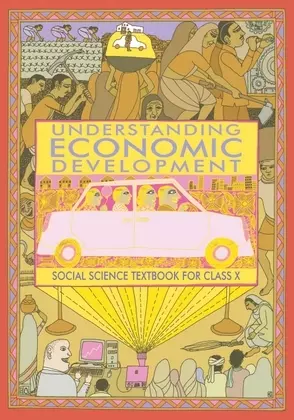 UNDERSTANDING
ECONOMIC
DEVELOPMENT
SOCIAL SCIENCE TEXTBOOK FOR CLASS X